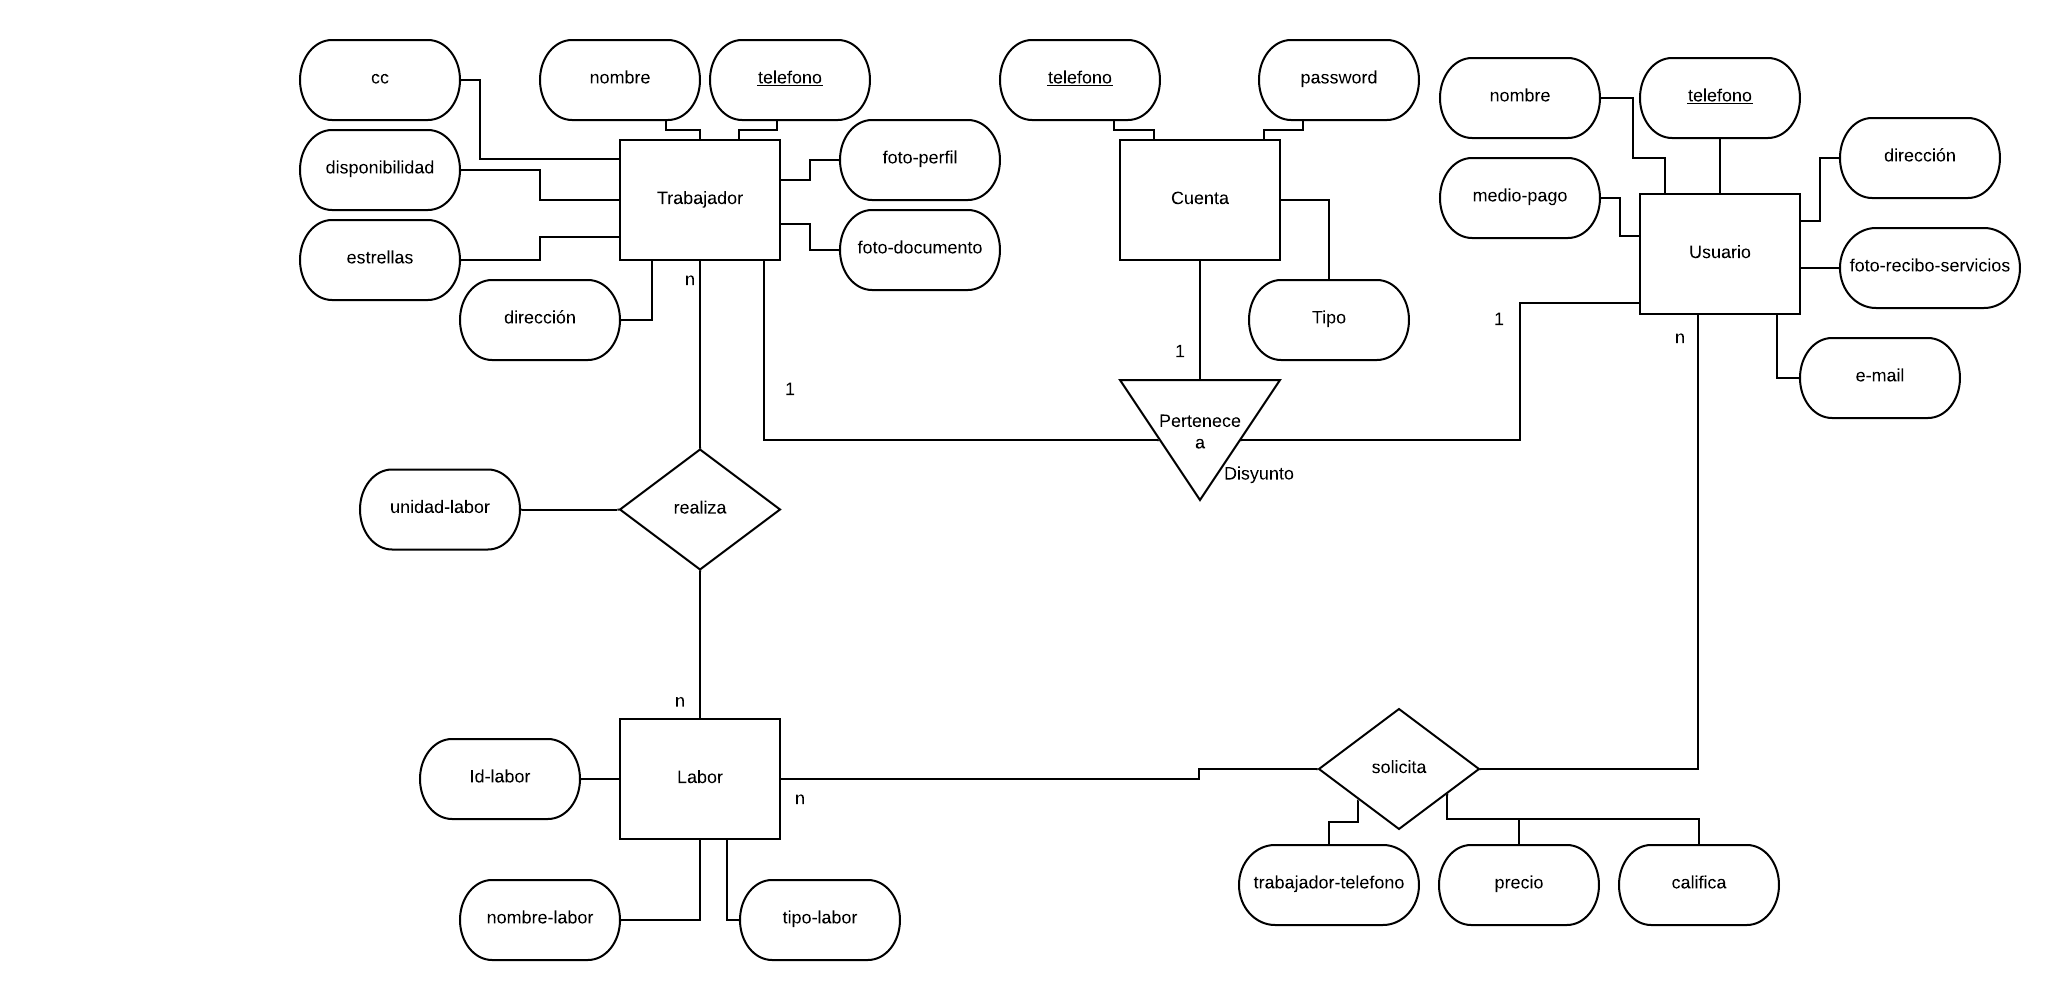 cc
nombre
telefono
telefono
password
nombre
telefono
disponibilidad
foto-perfil
dirección
Trabajador
Cuenta
medio-pago
estrellas
foto-documento
Usuario
foto-recibo-servicios
n
dirección
Tipo
1
n
1
e-mail
1
Pertenece
a
Disyunto
unidad-labor
realiza
n
Id-labor
Labor
n
solicita
trabajador-telefono
precio
califica
nombre-labor
tipo-labor